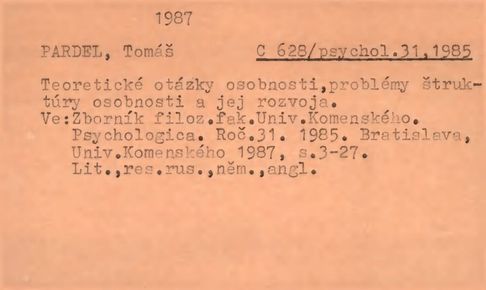 1987
PARDEL, Tomáš C 628/psychol.31,1985
Teoretické otázky osobnosti,problémy štruk-
túry osobnosti a jej rozvoja.
Ve:Zborník filoz.fak.Univ.Komenského.
Psychologica. Roč.31. 1985. Bratislava,
Univ.Komenského 1987, s.3-27.
Lit.,res.rus.,něm.,angl.